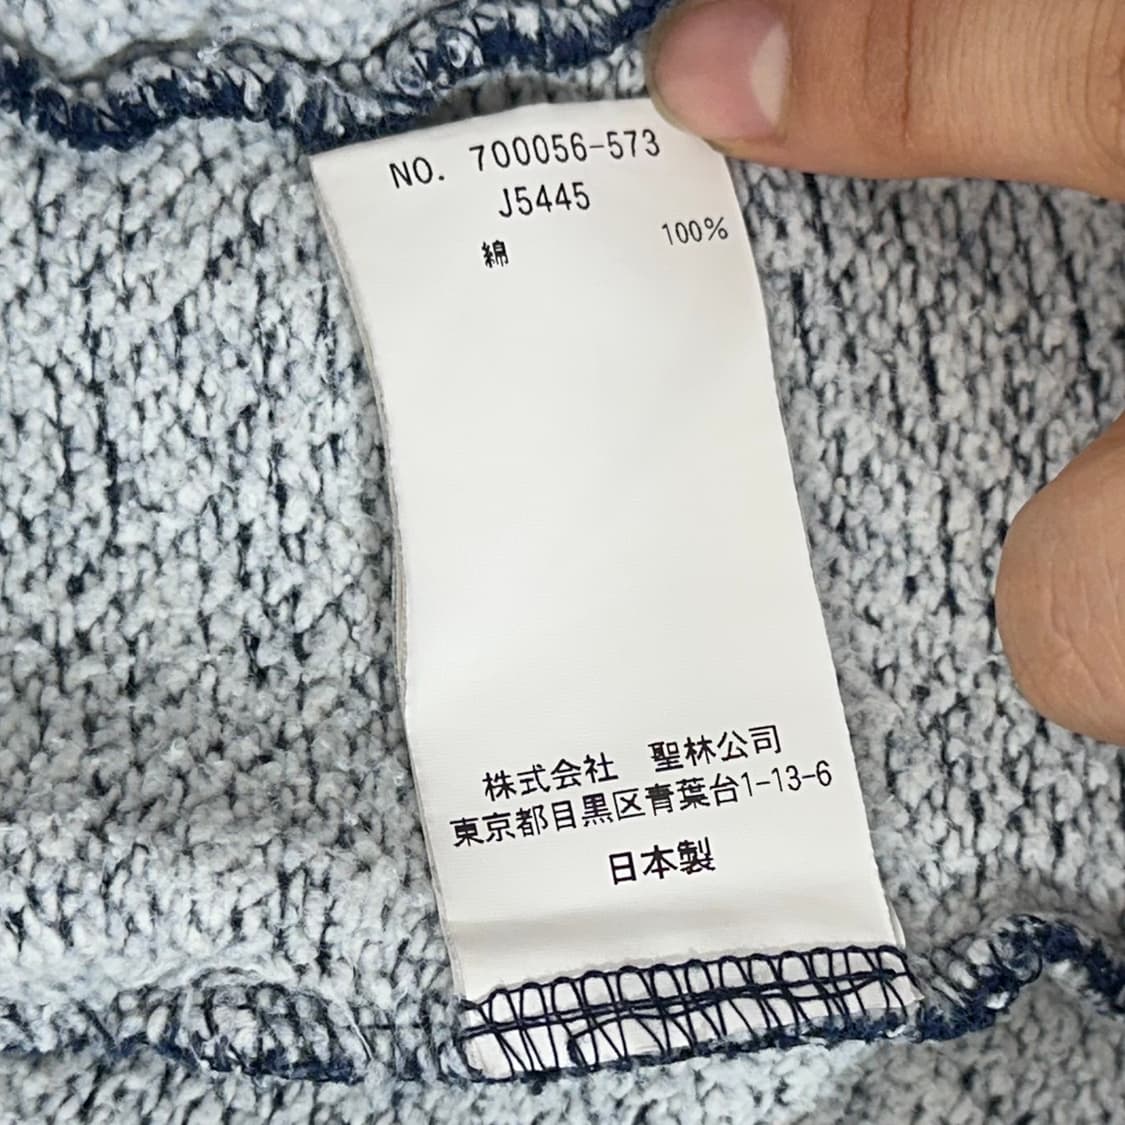 NO. 700056-573
J5445
綿 100%
株式会社 聖林公司
東京都目黒区青葉台1-13-6
日本製